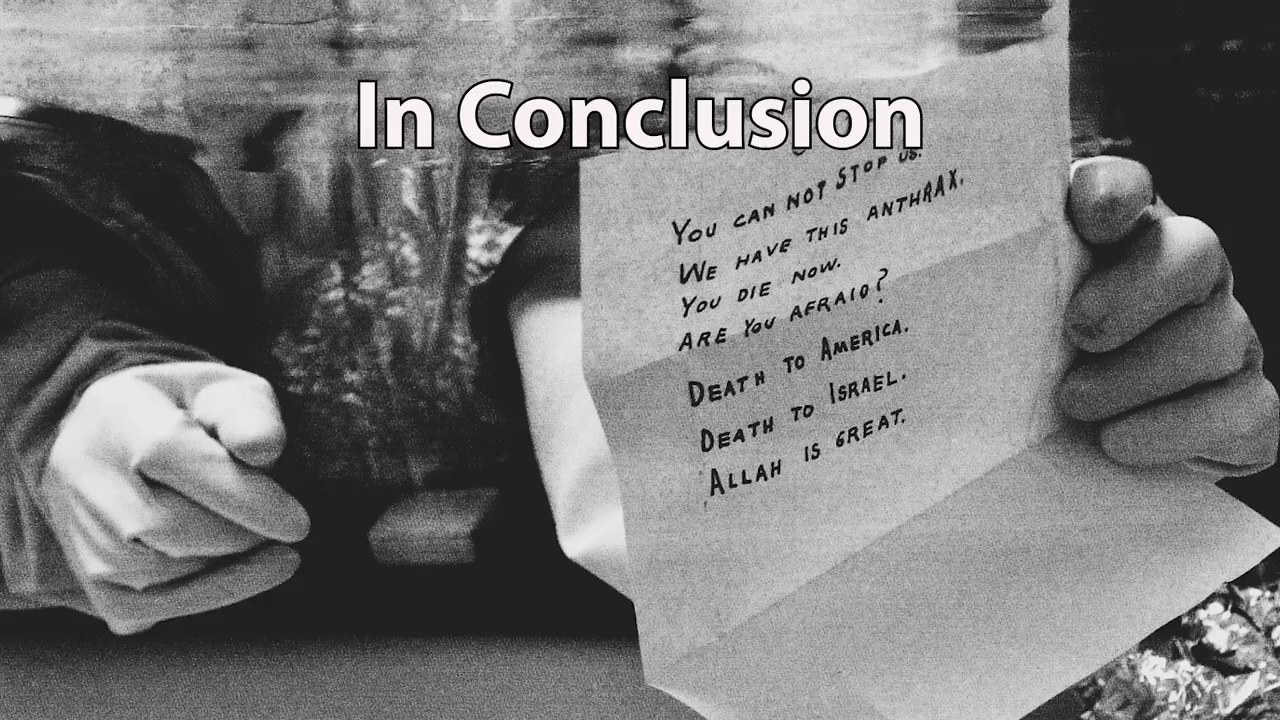 In Conclusion
YOU CAN NOT STOP US.
WE HAVE THIS ANTHRAX.
YOU DIE NOW.
ARE YOU AFRAID?
DEATH TO AMERICA.
DEATH TO ISRAEL.
ALLAH IS GREAT.